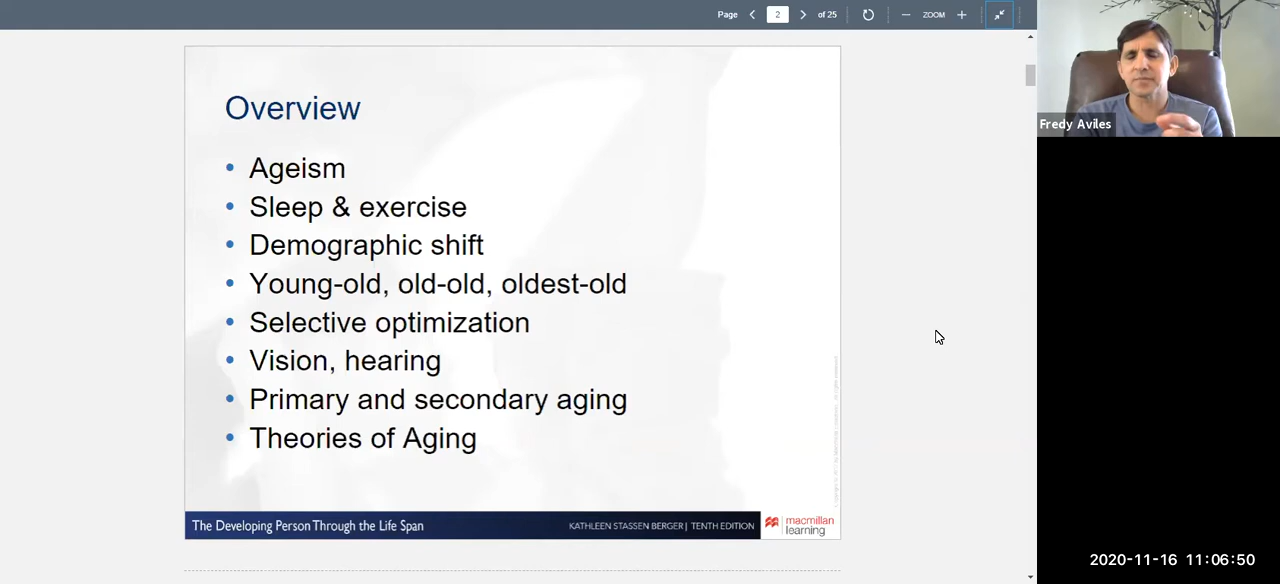 Page 2 of 25 ZOOM
Overview
• Ageism
• Sleep & exercise
• Demographic shift
• Young-old, old-old, oldest-old
• Selective optimization
• Vision, hearing
• Primary and secondary aging
• Theories of Aging
The Developing Person Through the Life Span KATHLEEN STASSEN BERGER | TENTH EDITION
macmillan
learning
Fredy Aviles
2020-11-16 11:06:50